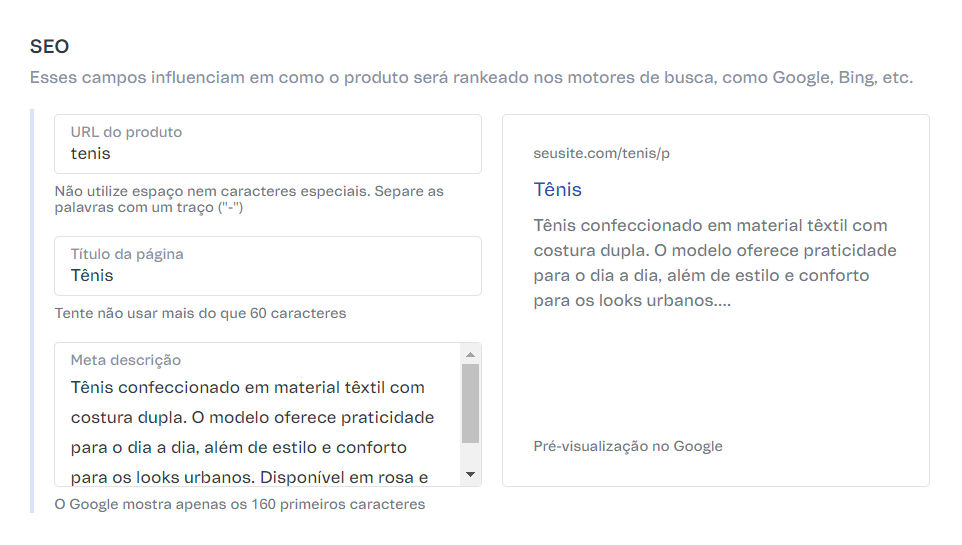 SEO
Esses campos influenciam em como o produto será rankeado nos motores de busca, como Google, Bing, etc.
URL do produto
tenis
Não utilize espaço nem caracteres especiais. Separe as
palavras com um traço ("-")
Título da página
Tênis
Tente não usar mais do que 60 caracteres
Meta descrição
Tênis confeccionado em material têxtil com
costura dupla. O modelo oferece praticidade
para o dia a dia, além de estilo e conforto
para os looks urbanos. Disponível em rosa e
O Google mostra apenas os 160 primeiros caracteres
seusite.com/tenis/p
Tênis
Tênis confeccionado em material têxtil com
costura dupla. O modelo oferece praticidade
para o dia a dia, além de estilo e conforto
para os looks urbanos....
Pré-visualização no Google